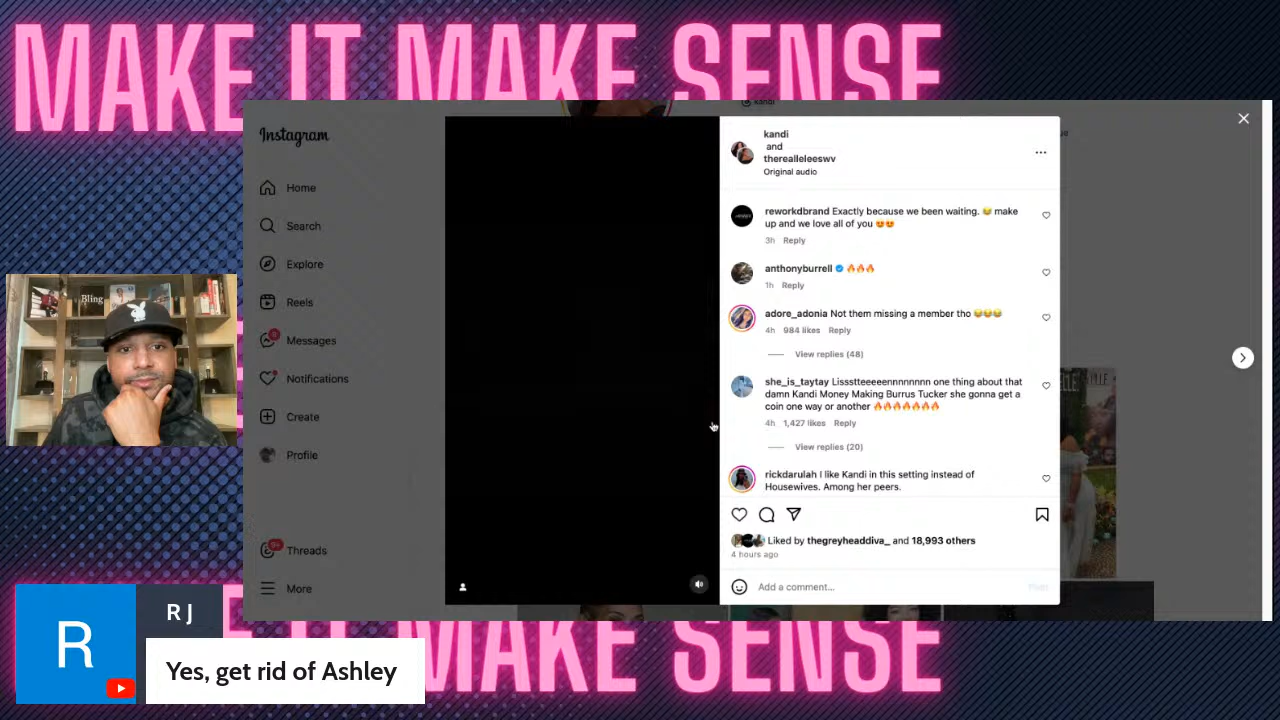 MAKE IT MAKE SENSE
kandi
Instagram
kandi
and
therealleleeswv
Original audio
Home
Search
Explore
Reels
Messages
Notifications
Create
Profile
Threads
More
reworkdbrand Exactly because we been waiting. 😂 make
up and we love all of you 😍😍
3h Reply
anthonyburrell 🔥🔥🔥
1h Reply
adore_adonia Not them missing a member tho 😂😂😂
4h 984 likes Reply
View replies (48)
she_is_taytay Lissstteeeeennnnnnnn one thing about that
damn Kandi Money Making Burrus Tucker she gonna get a
coin one way or another 🔥🔥🔥🔥🔥🔥🔥
4h 1,427 likes Reply
View replies (20)
rickdarulah I like Kandi in this setting instead of
Housewives. Among her peers.
Liked by thegreyheaddiva_ and 18,993 others
4 hours ago
Add a comment...
Post
Bling
R
R J
Yes, get rid of Ashley
MAKE IT MAKE SENSE